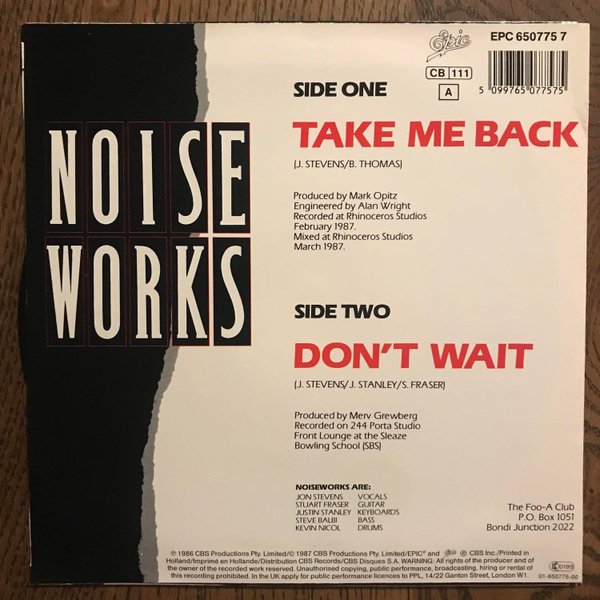 NOISE
WORKS
Epic
EPC 650775 7
CB 111
A
5 099765 077575
SIDE ONE
TAKE ME BACK
(J. STEVENS/B. THOMAS)
Produced by Mark Opitz
Engineered by Alan Wright
Recorded at Rhinoceros Studios
February 1987.
Mixed at Rhinoceros Studios
March 1987.
SIDE TWO
DON'T WAIT
(J. STEVENS/J. STANLEY/S. FRASER)
Produced by Merv Grewberg
Recorded on 244 Porta Studio
Front Lounge at the Sleaze
Bowling School (SBS)
NOISEWORKS ARE:
JON STEVENS VOCALS
STUART FRASER GUITAR
JUSTIN STANLEY KEYBOARDS
STEVE BALBI BASS
KEVIN NICOL DRUMS
The Foo-A Club
P.O. Box 1051
Bondi Junction 2022
℗ 1986 CBS Productions Pty. Limited/© 1987 CBS Productions Pty. Limited/EPIC® and Epic ® CBS Inc./Printed in
Holland/Imprimé en Hollande/Distribution CBS Records/CBS Disques S.A. WARNING: All rights of the producer and of
the owner of the recorded work reserved. Unauthorised copying, public performance, broadcasting, hiring or rental of
this recording prohibited. In the UK apply for public performance licences to PPL, 14/22 Ganton Street, London W1.
01-650775-00